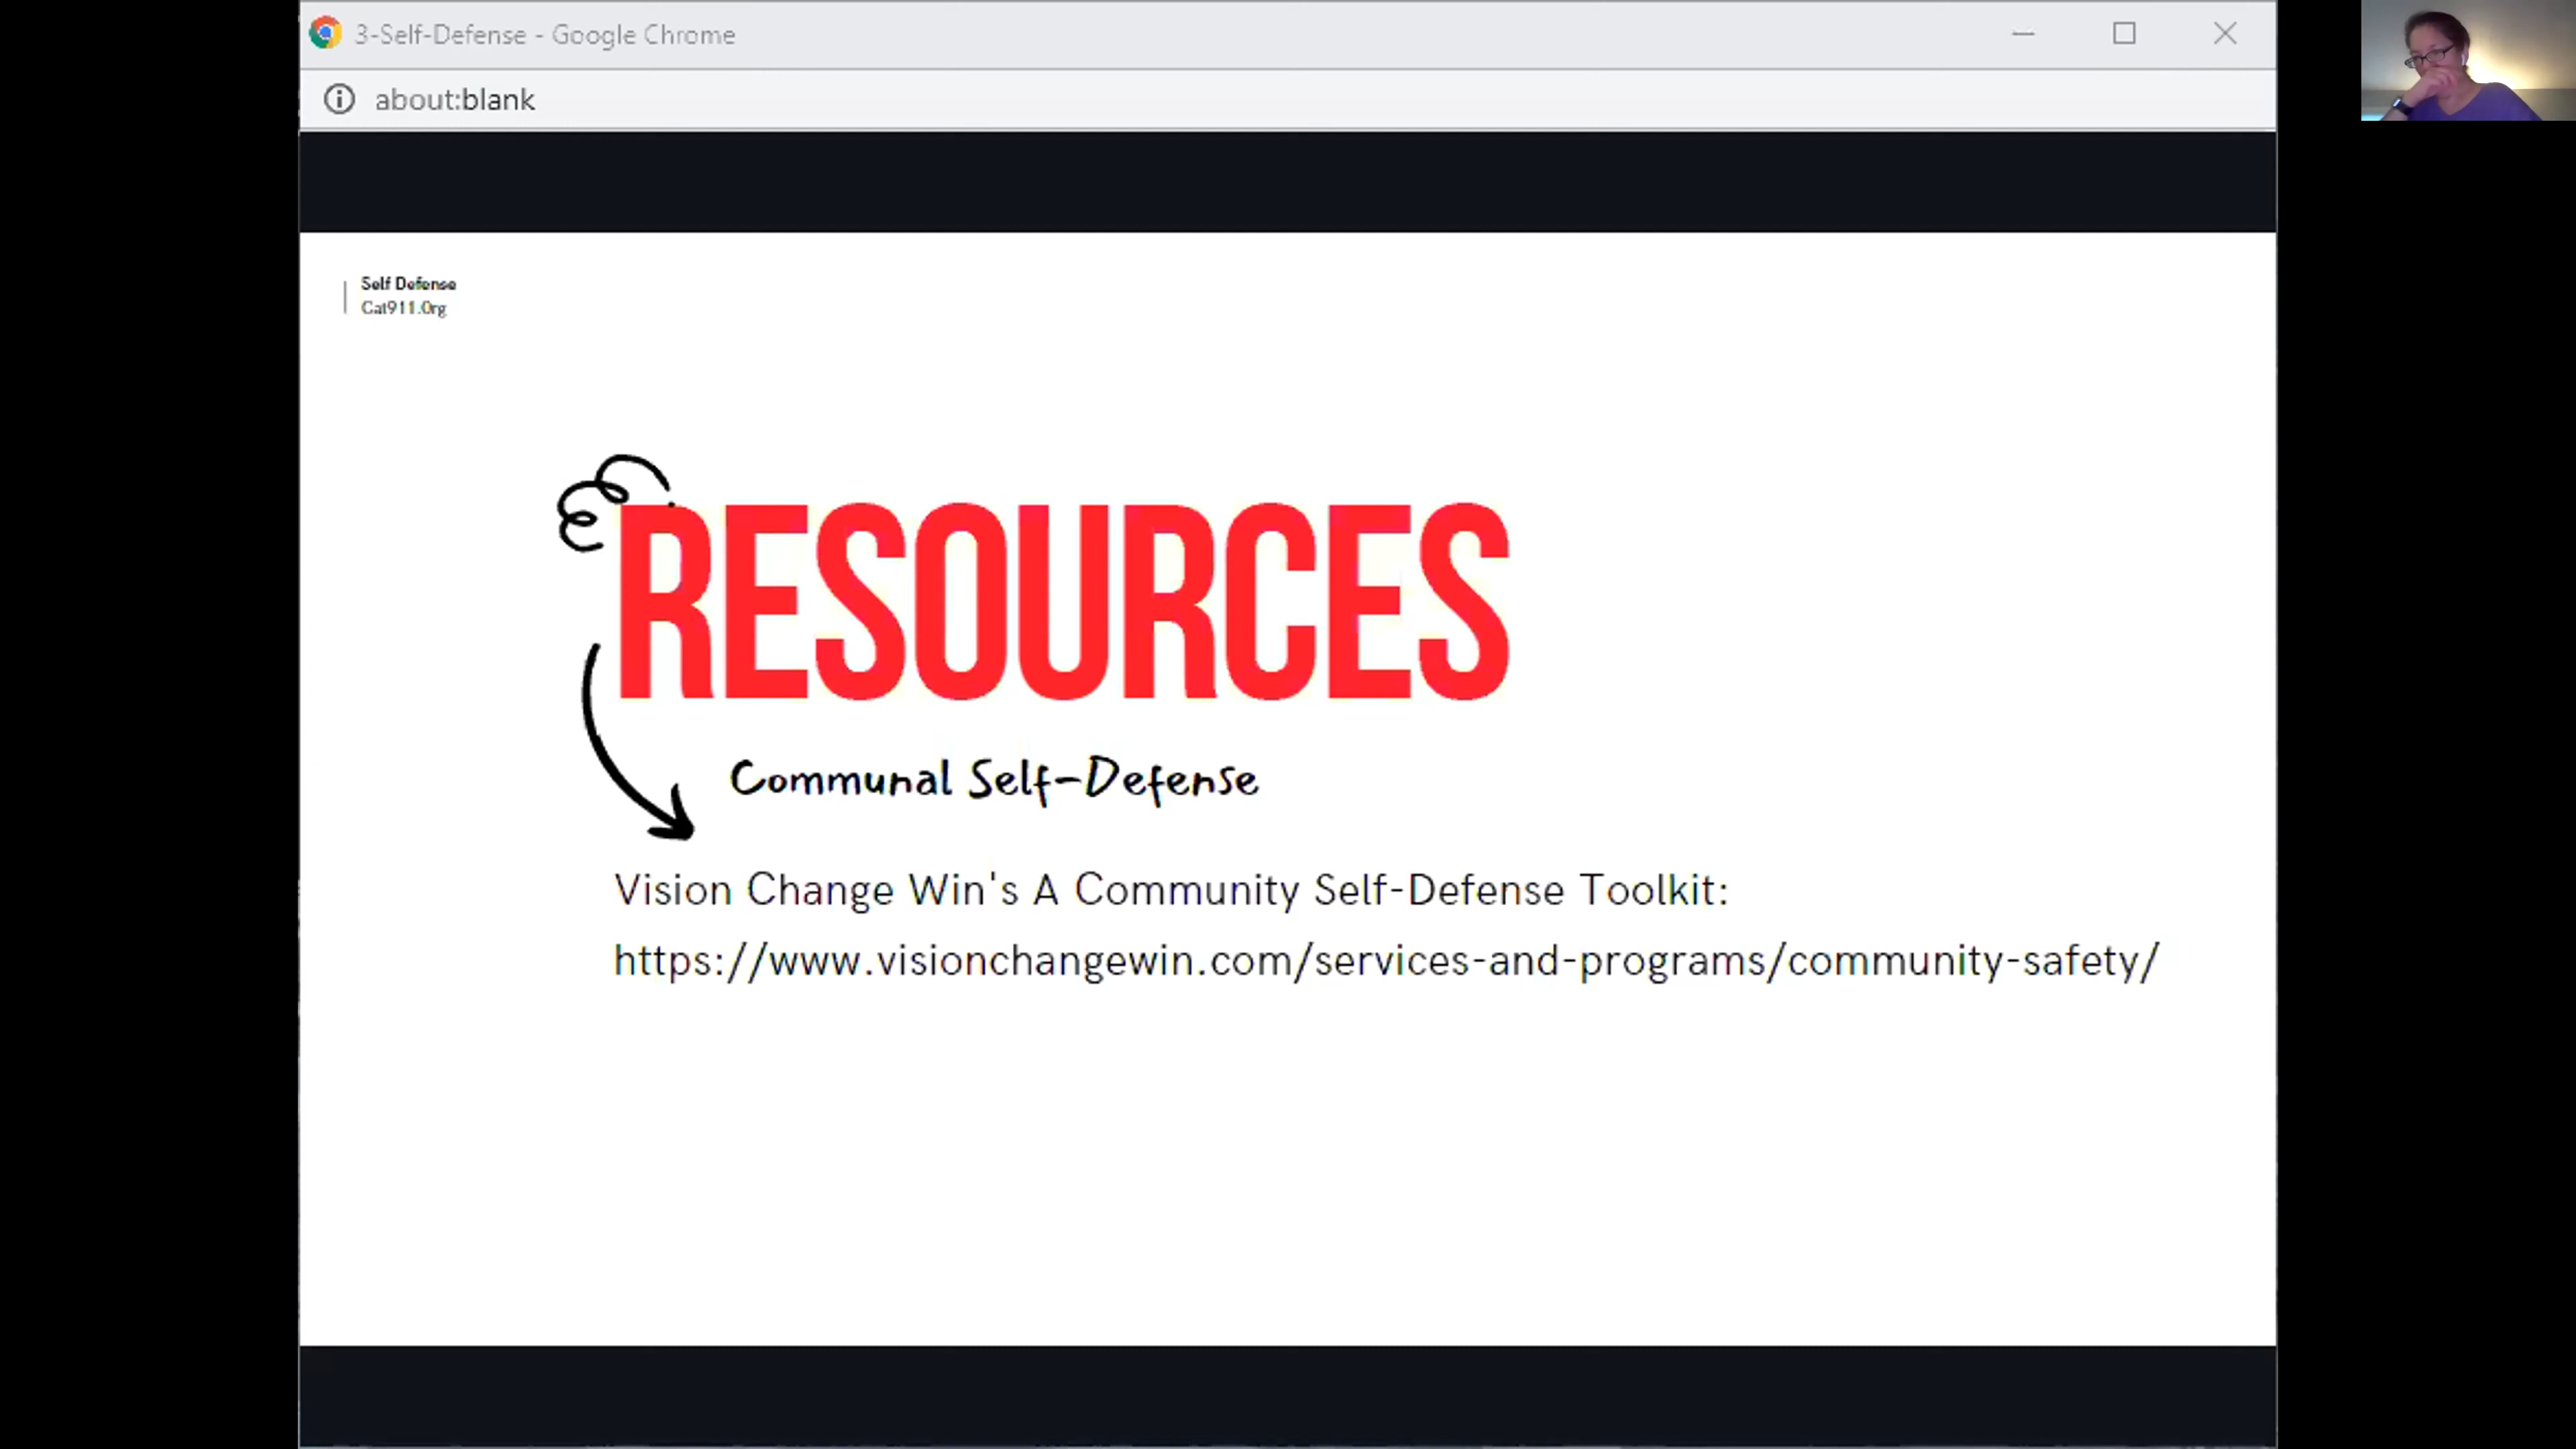 3-Self-Defense - Google Chrome
about:blank
Self Defense
Cat911.Org
RESOURCES
Communal Self-Defense
Vision Change Win's A Community Self-Defense Toolkit:
https://www.visionchangewin.com/services-and-programs/community-safety/